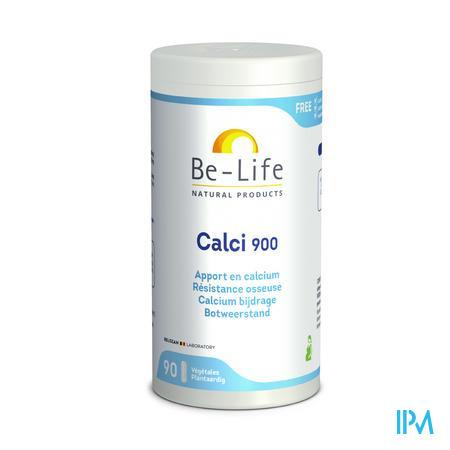 FREE
Be-Life
NATURAL PRODUCTS
Calci 900
Apport en calcium
Résistance osseuse
Calcium bijdrage
Botweerstand
BELGIAN LABORATORY
90 Végétales
Plantaardig
IPM